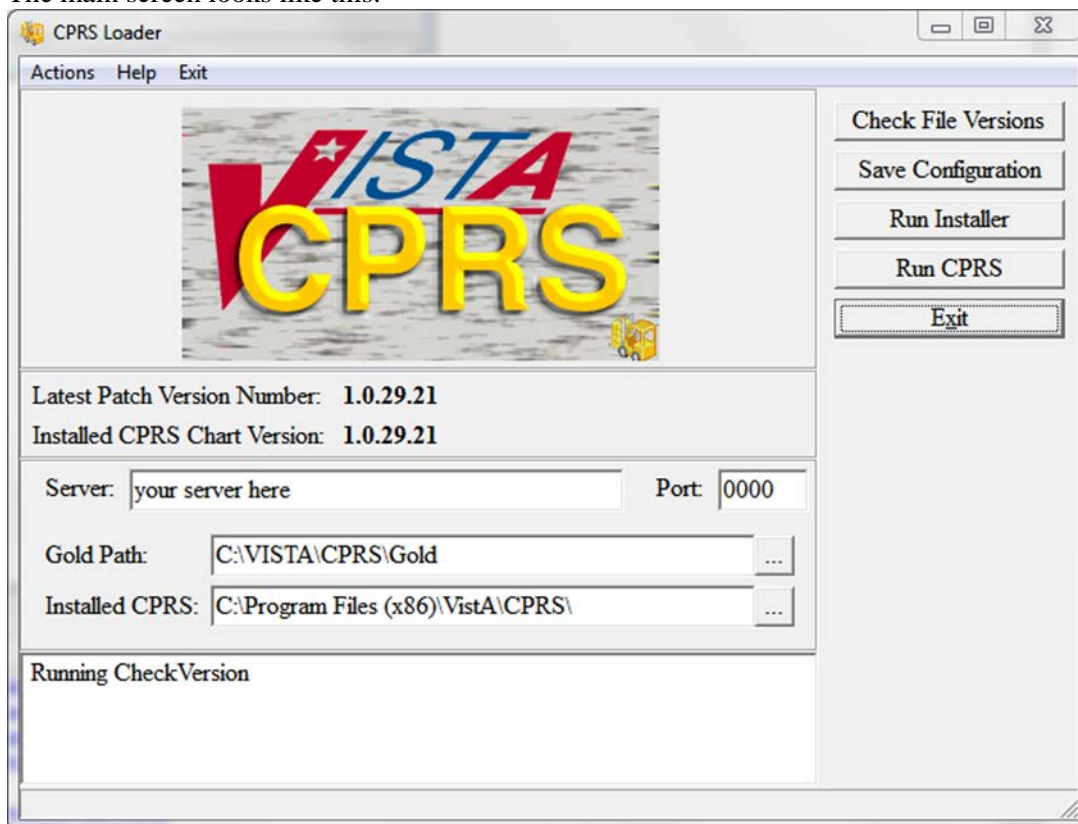 The main screen looks like this:
CPRS Loader
Actions Help Exit
VISTA
CPRS
Check File Versions
Save Configuration
Run Installer
Run CPRS
Exit
Latest Patch Version Number: 1.0.29.21
Installed CPRS Chart Version: 1.0.29.21
Server: your server here Port: 0000
Gold Path: C:\VISTA\CPRS\Gold ...
Installed CPRS: C:\Program Files (x86)\VistA\CPRS\ ...
Running CheckVersion